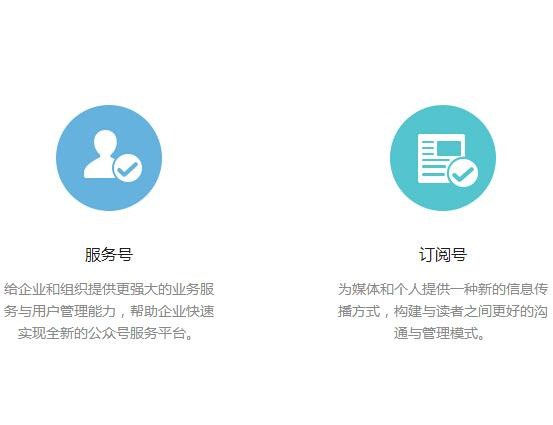 服务号
给企业和组织提供更强大的业务服
务与用户管理能力，帮助企业快速
实现全新的公众号服务平台。
订阅号
为媒体和个人提供一种新的信息传
播方式，构建与读者之间更好的沟
通与管理模式。